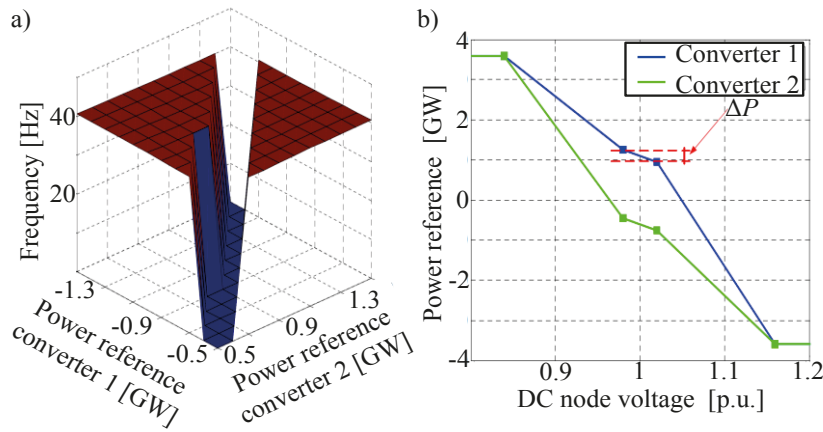 a)
40
20
Frequency [Hz]
-1.3
-0.9
-0.5
Power reference
converter 1 [GW]
0.5
0.9
1.3
Power reference
converter 2 [GW]
b)
4
2
0
-2
-4
Power reference [GW]
Converter 1
Converter 2
ΔP
0.9
1
1.1
1.2
DC node voltage [p.u.]